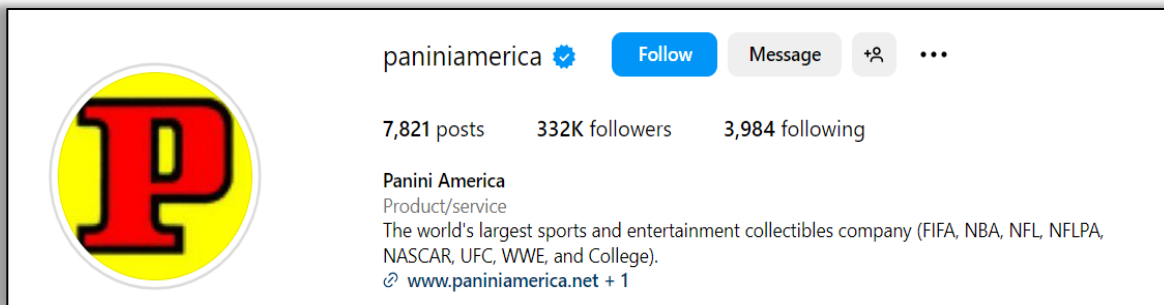 P
paniniamerica
Follow
Message
7,821 posts 332K followers 3,984 following
Panini America
Product/service
The world's largest sports and entertainment collectibles company (FIFA, NBA, NFL, NFLPA,
NASCAR, UFC, WWE, and College).
www.paniniamerica.net + 1